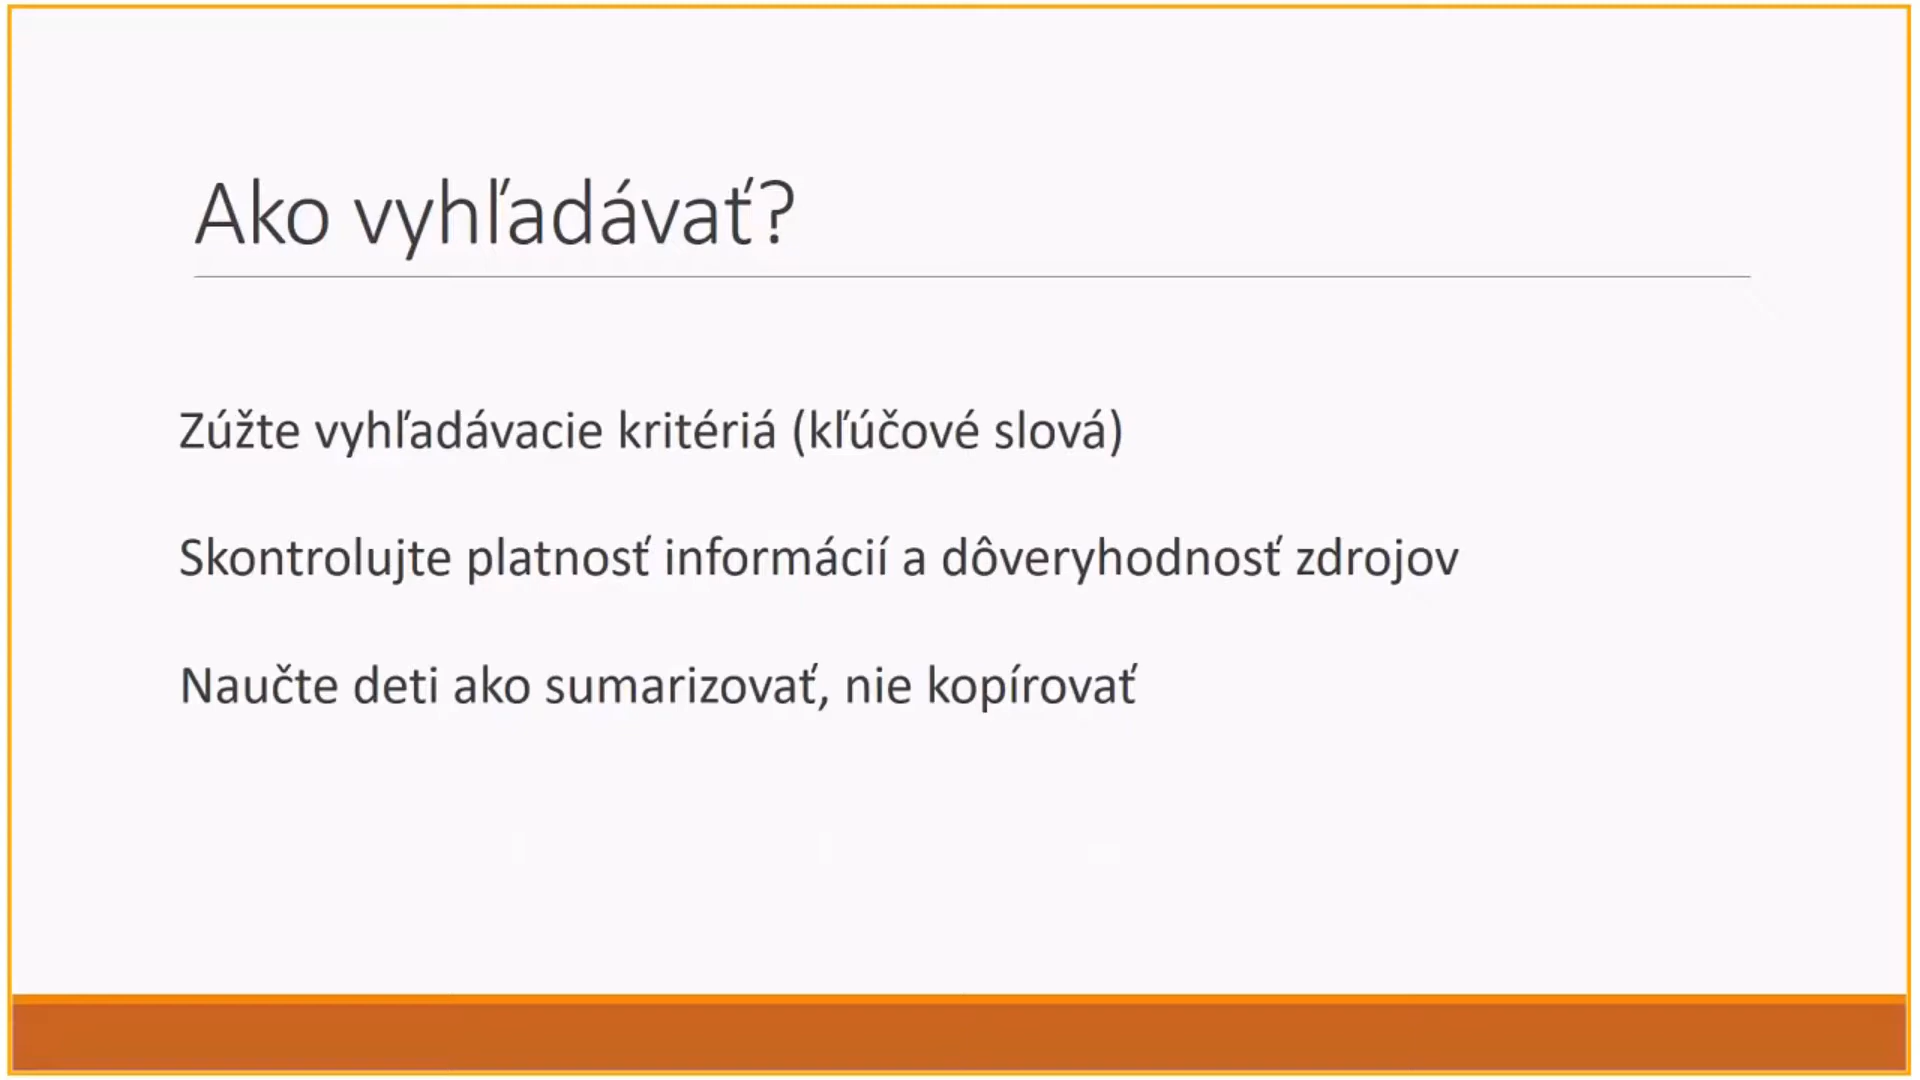 Ako vyhľadávať?
Zúžte vyhľadávacie kritériá (kľúčové slová)
Skontrolujte platnosť informácií a dôveryhodnosť zdrojov
Naučte deti ako sumarizovať, nie kopírovať